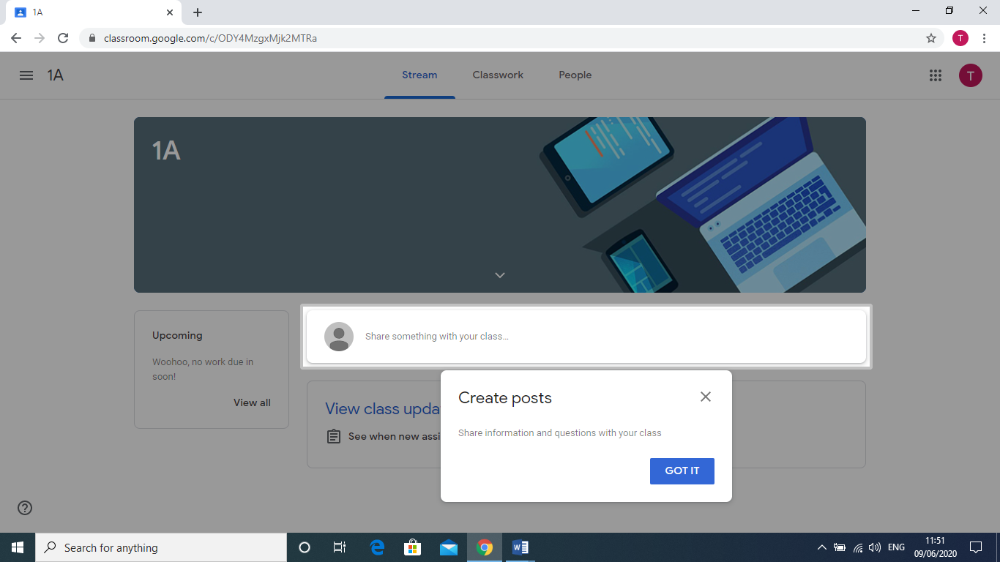 1A
classroom.google.com/c/ODY4MzgxMjk2MTRa
T
1A
Stream
Classwork
People
T
1A
Upcoming
Woohoo, no work due in
soon!
View all
Share something with your class…
View class upda
See when new assi
Create posts
Share information and questions with your class
GOT IT
Search for anything
ENG
11:51
09/06/2020